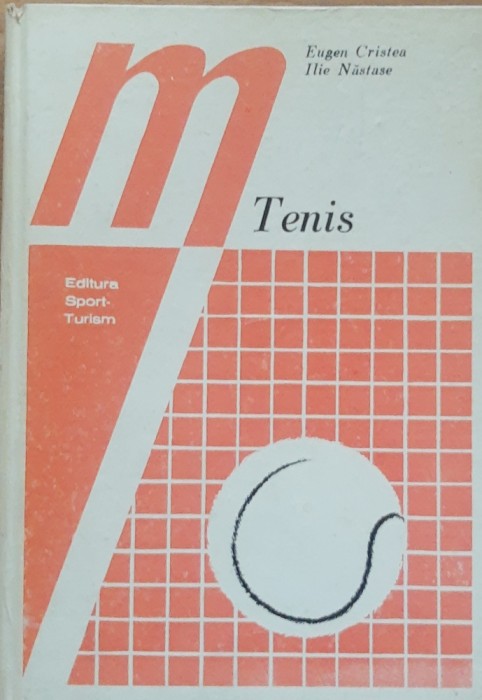 Eugen Cristea
Ilie Năstase
m
Tenis
Editura
Sport-
Turism